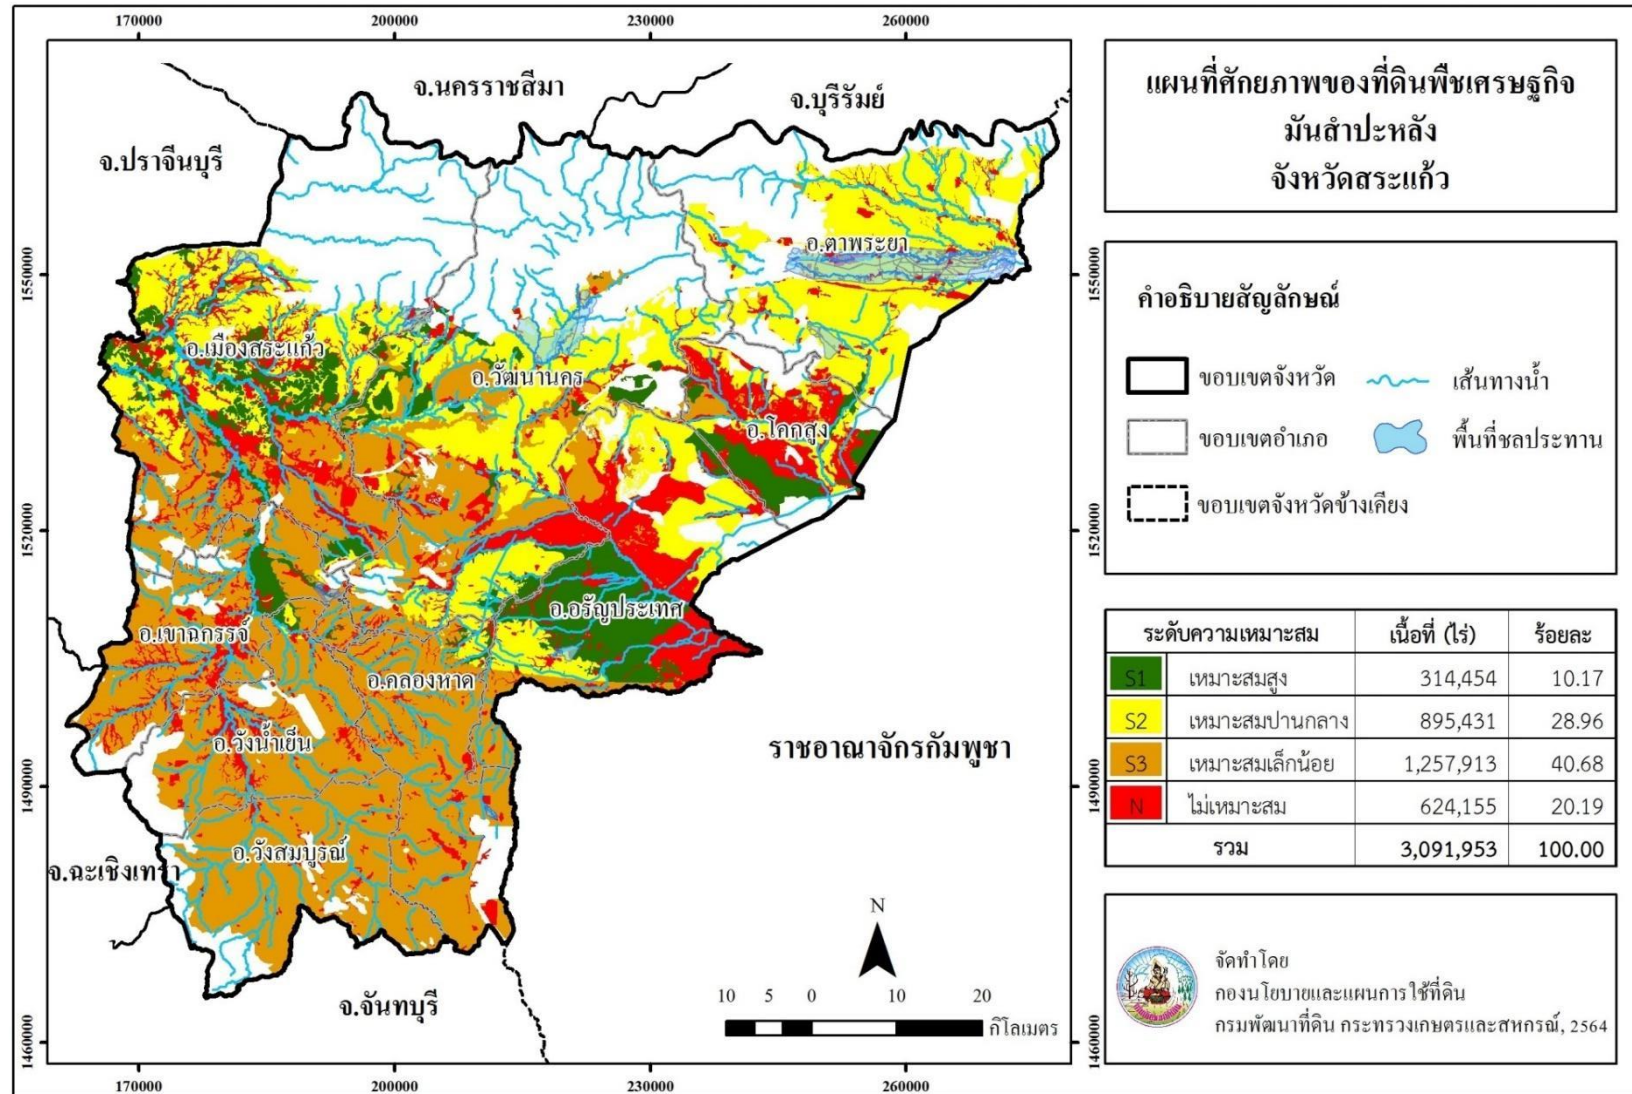 170000
200000
230000
260000
จ.นครราชสีมา
จ.บุรีรัมย์
จ.ปราจีนบุรี
อ.ตาพระยา
1550000
1550000
อ.เมืองสระแก้ว
อ.วัฒนานคร
อ.โคกสูง
1520000
1520000
อ.อรัญประเทศ
อ.เขาฉกรรจ์
อ.คลองหาด
อ.วังน้ำเย็น
ราชอาณาจักรกัมพูชา
1490000
1490000
อ.วังสมบูรณ์
จ.ฉะเชิงเทรา
N
จ.จันทบุรี
10 5 0 10 20
กิโลเมตร
1460000
1460000
170000
200000
230000
260000
แผนที่ศักยภาพของที่ดินพืชเศรษฐกิจ
มันสำปะหลัง
จังหวัดสระแก้ว
คำอธิบายสัญลักษณ์
ขอบเขตจังหวัด เส้นทางน้ำ
ขอบเขตอำเภอ พื้นที่ชลประทาน
ขอบเขตจังหวัดข้างเคียง
ระดับความเหมาะสม เนื้อที่ (ไร่) ร้อยละ
S1 เหมาะสมสูง 314,454 10.17
S2 เหมาะสมปานกลาง 895,431 28.96
S3 เหมาะสมเล็กน้อย 1,257,913 40.68
N ไม่เหมาะสม 624,155 20.19
รวม 3,091,953 100.00
จัดทำโดย
กองนโยบายและแผนการใช้ที่ดิน
กรมพัฒนาที่ดิน กระทรวงเกษตรและสหกรณ์, 2564